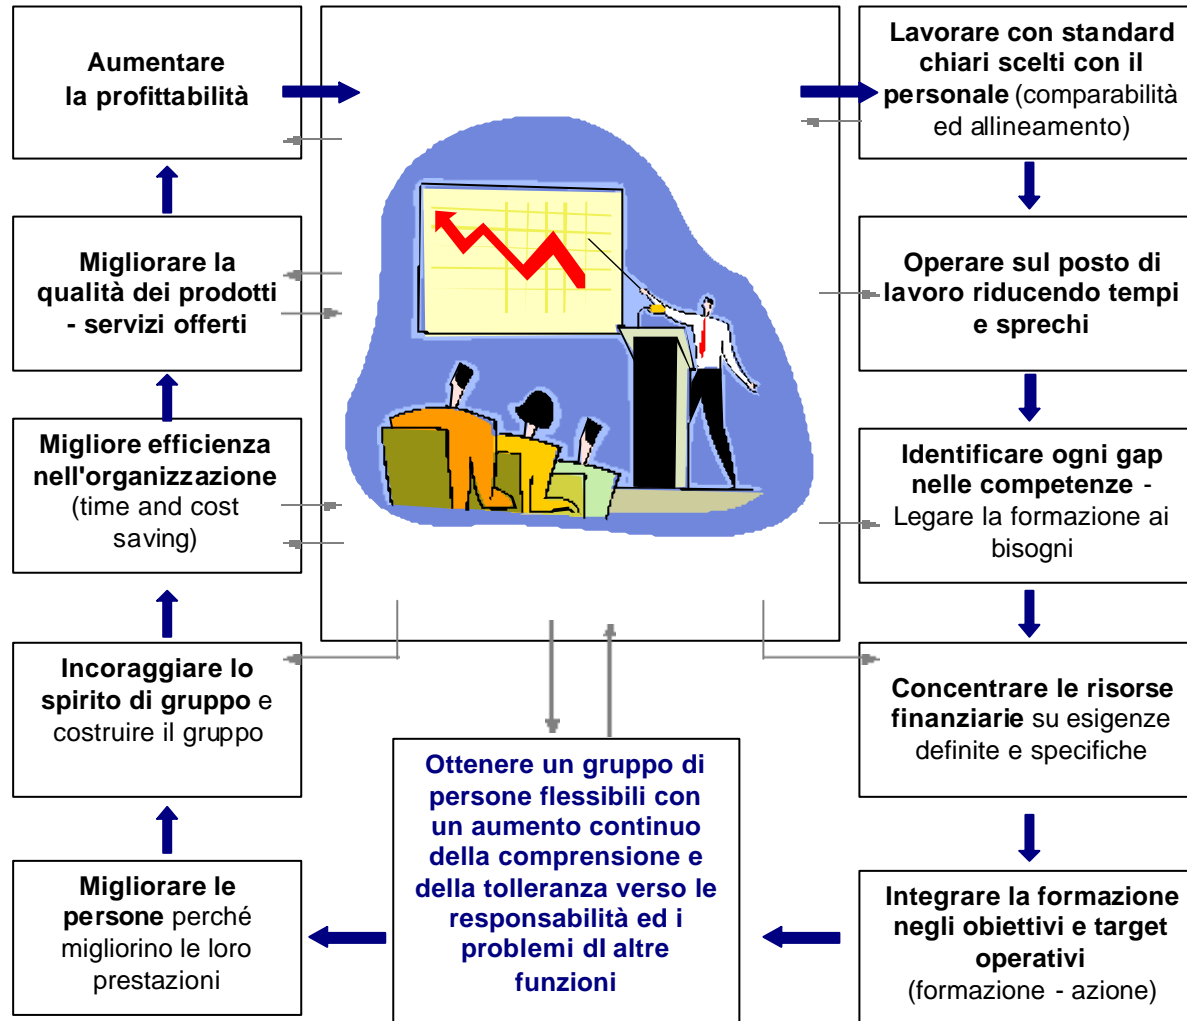 Aumentare
la profittabilità
Migliorare la
qualità dei prodotti
- servizi offerti
Migliore efficienza
nell'organizzazione
(time and cost
saving)
Incoraggiare lo
spirito di gruppo e
costruire il gruppo
Migliorare le
persone perché
migliorino le loro
prestazioni
Ottenere un gruppo di
persone flessibili con
un aumento continuo
della comprensione e
della tolleranza verso le
responsabilità ed i
problemi dI altre
funzioni
Lavorare con standard
chiari scelti con il
personale (comparabilità
ed allineamento)
Operare sul posto di
lavoro riducendo tempi
e sprechi
Identificare ogni gap
nelle competenze -
Legare la formazione ai
bisogni
Concentrare le risorse
finanziarie su esigenze
definite e specifiche
Integrare la formazione
negli obiettivi e target
operativi
(formazione - azione)